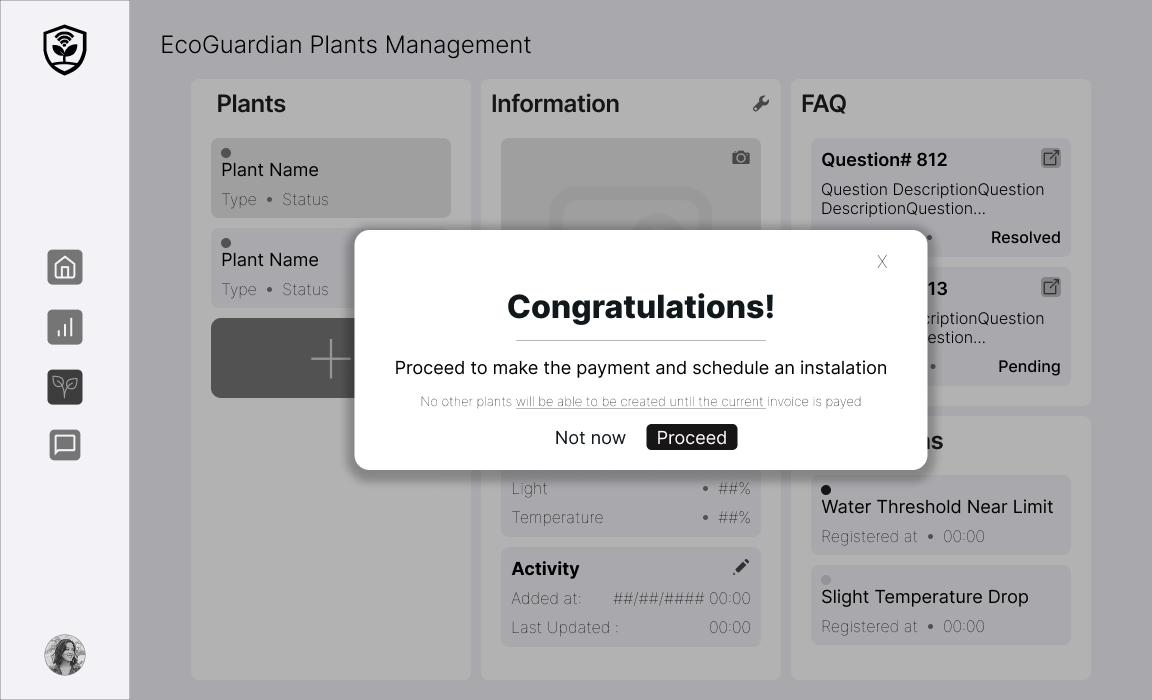 EcoGuardian Plants Management
Plants
Plant Name
Type • Status
Plant Name
Type • Status
Information
Light • ##%
Temperature • ##%
Activity
Added at: ##/##/#### 00:00
Last Updated : 00:00
FAQ
Question# 812
Question DescriptionQuestion
DescriptionQuestion...
• Resolved
13
criptionQuestion
estion...
• Pending
Water Threshold Near Limit
Registered at • 00:00
Slight Temperature Drop
Registered at • 00:00
X
Congratulations!
Proceed to make the payment and schedule an instalation
No other plants will be able to be created until the current invoice is payed
Not now Proceed